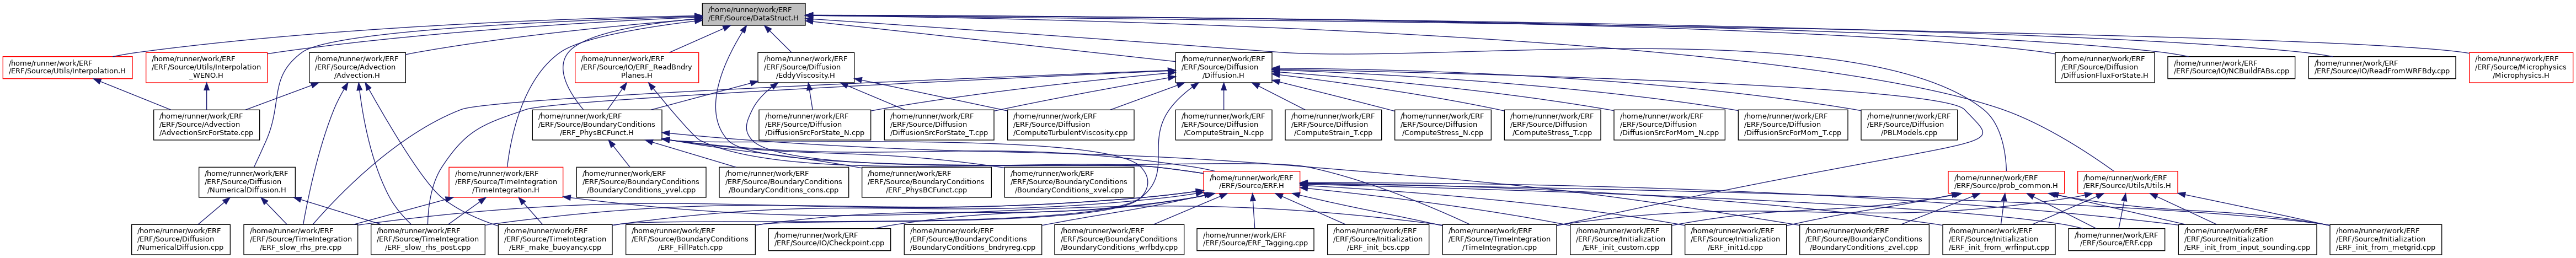 /home/runner/work/ERF
/ERF/Source/DataStruct.H
/home/runner/work/ERF
/ERF/Source/Utils/Interpolation.H
/home/runner/work/ERF
/ERF/Source/Utils/Interpolation
_WENO.H
/home/runner/work/ERF
/ERF/Source/Advection
/Advection.H
/home/runner/work/ERF
/ERF/Source/IO/ERF_ReadBndry
Planes.H
/home/runner/work/ERF
/ERF/Source/Diffusion
/EddyViscosity.H
/home/runner/work/ERF
/ERF/Source/Diffusion
/Diffusion.H
/home/runner/work/ERF
/ERF/Source/Diffusion
/DiffusionFluxForState.H
/home/runner/work/ERF
/ERF/Source/IO/NCBuildFABs.cpp
/home/runner/work/ERF
/ERF/Source/IO/ReadFromWRFBdy.cpp
/home/runner/work/ERF
/ERF/Source/Microphysics
/Microphysics.H
/home/runner/work/ERF
/ERF/Source/Advection
/AdvectionSrcForState.cpp
/home/runner/work/ERF
/ERF/Source/BoundaryConditions
/ERF_PhysBCFunct.H
/home/runner/work/ERF
/ERF/Source/Diffusion
/DiffusionSrcForState_N.cpp
/home/runner/work/ERF
/ERF/Source/Diffusion
/DiffusionSrcForState_T.cpp
/home/runner/work/ERF
/ERF/Source/Diffusion
/ComputeTurbulentViscosity.cpp
/home/runner/work/ERF
/ERF/Source/Diffusion
/ComputeStrain_N.cpp
/home/runner/work/ERF
/ERF/Source/Diffusion
/ComputeStrain_T.cpp
/home/runner/work/ERF
/ERF/Source/Diffusion
/ComputeStress_N.cpp
/home/runner/work/ERF
/ERF/Source/Diffusion
/ComputeStress_T.cpp
/home/runner/work/ERF
/ERF/Source/Diffusion
/DiffusionSrcForMom_N.cpp
/home/runner/work/ERF
/ERF/Source/Diffusion
/DiffusionSrcForMom_T.cpp
/home/runner/work/ERF
/ERF/Source/Diffusion
/PBLModels.cpp
/home/runner/work/ERF
/ERF/Source/Diffusion
/NumericalDiffusion.H
/home/runner/work/ERF
/ERF/Source/TimeIntegration
/TimeIntegration.H
/home/runner/work/ERF
/ERF/Source/BoundaryConditions
/BoundaryConditions_yvel.cpp
/home/runner/work/ERF
/ERF/Source/BoundaryConditions
/BoundaryConditions_cons.cpp
/home/runner/work/ERF
/ERF/Source/BoundaryConditions
/ERF_PhysBCFunct.cpp
/home/runner/work/ERF
/ERF/Source/BoundaryConditions
/BoundaryConditions_xvel.cpp
/home/runner/work/ERF
/ERF/Source/ERF.H
/home/runner/work/ERF
/ERF/Source/prob_common.H
/home/runner/work/ERF
/ERF/Source/Utils/Utils.H
/home/runner/work/ERF
/ERF/Source/Diffusion
/NumericalDiffusion.cpp
/home/runner/work/ERF
/ERF/Source/TimeIntegration
/ERF_slow_rhs_pre.cpp
/home/runner/work/ERF
/ERF/Source/TimeIntegration
/ERF_slow_rhs_post.cpp
/home/runner/work/ERF
/ERF/Source/TimeIntegration
/ERF_make_buoyancy.cpp
/home/runner/work/ERF
/ERF/Source/BoundaryConditions
/ERF_FillPatch.cpp
/home/runner/work/ERF
/ERF/Source/IO/Checkpoint.cpp
/home/runner/work/ERF
/ERF/Source/BoundaryConditions
/BoundaryConditions_bndryreg.cpp
/home/runner/work/ERF
/ERF/Source/BoundaryConditions
/BoundaryConditions_wrfbdy.cpp
/home/runner/work/ERF
/ERF/Source/ERF_Tagging.cpp
/home/runner/work/ERF
/ERF/Source/Initialization
/ERF_init_bcs.cpp
/home/runner/work/ERF
/ERF/Source/TimeIntegration
/TimeIntegration.cpp
/home/runner/work/ERF
/ERF/Source/Initialization
/ERF_init_custom.cpp
/home/runner/work/ERF
/ERF/Source/Initialization
/ERF_init1d.cpp
/home/runner/work/ERF
/ERF/Source/BoundaryConditions
/BoundaryConditions_zvel.cpp
/home/runner/work/ERF
/ERF/Source/Initialization
/ERF_init_from_wrfinput.cpp
/home/runner/work/ERF
/ERF/Source/ERF.cpp
/home/runner/work/ERF
/ERF/Source/Initialization
/ERF_init_from_input_sounding.cpp
/home/runner/work/ERF
/ERF/Source/Initialization
/ERF_init_from_metgrid.cpp